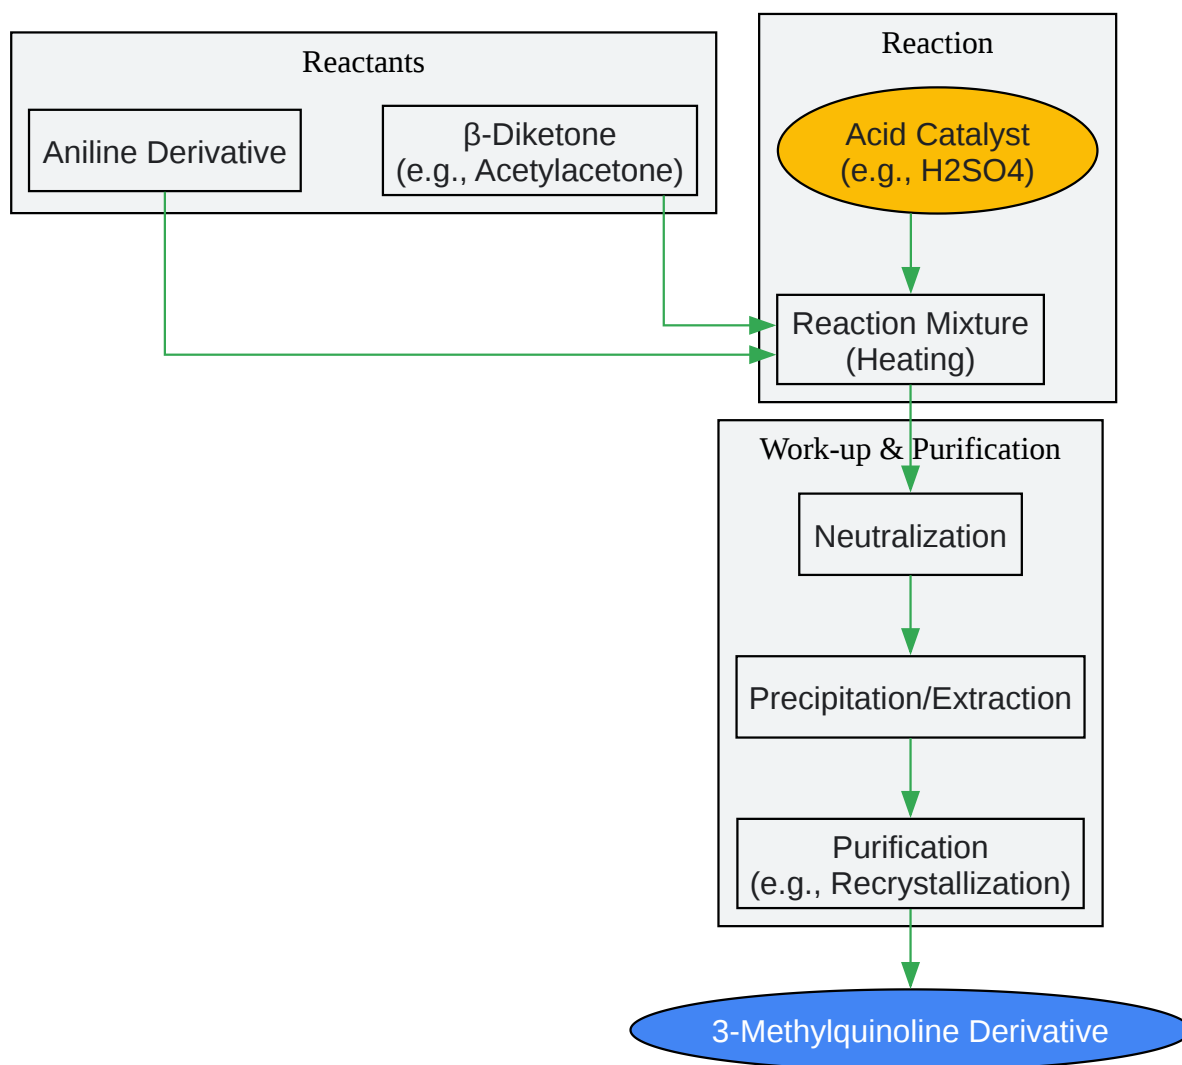 Reactants
Aniline Derivative
β-Diketone
(e.g., Acetylacetone)
Reaction
Acid Catalyst
(e.g., H2SO4)
Reaction Mixture
(Heating)
Work-up & Purification
Neutralization
Precipitation/Extraction
Purification
(e.g., Recrystallization)
3-Methylquinoline Derivative